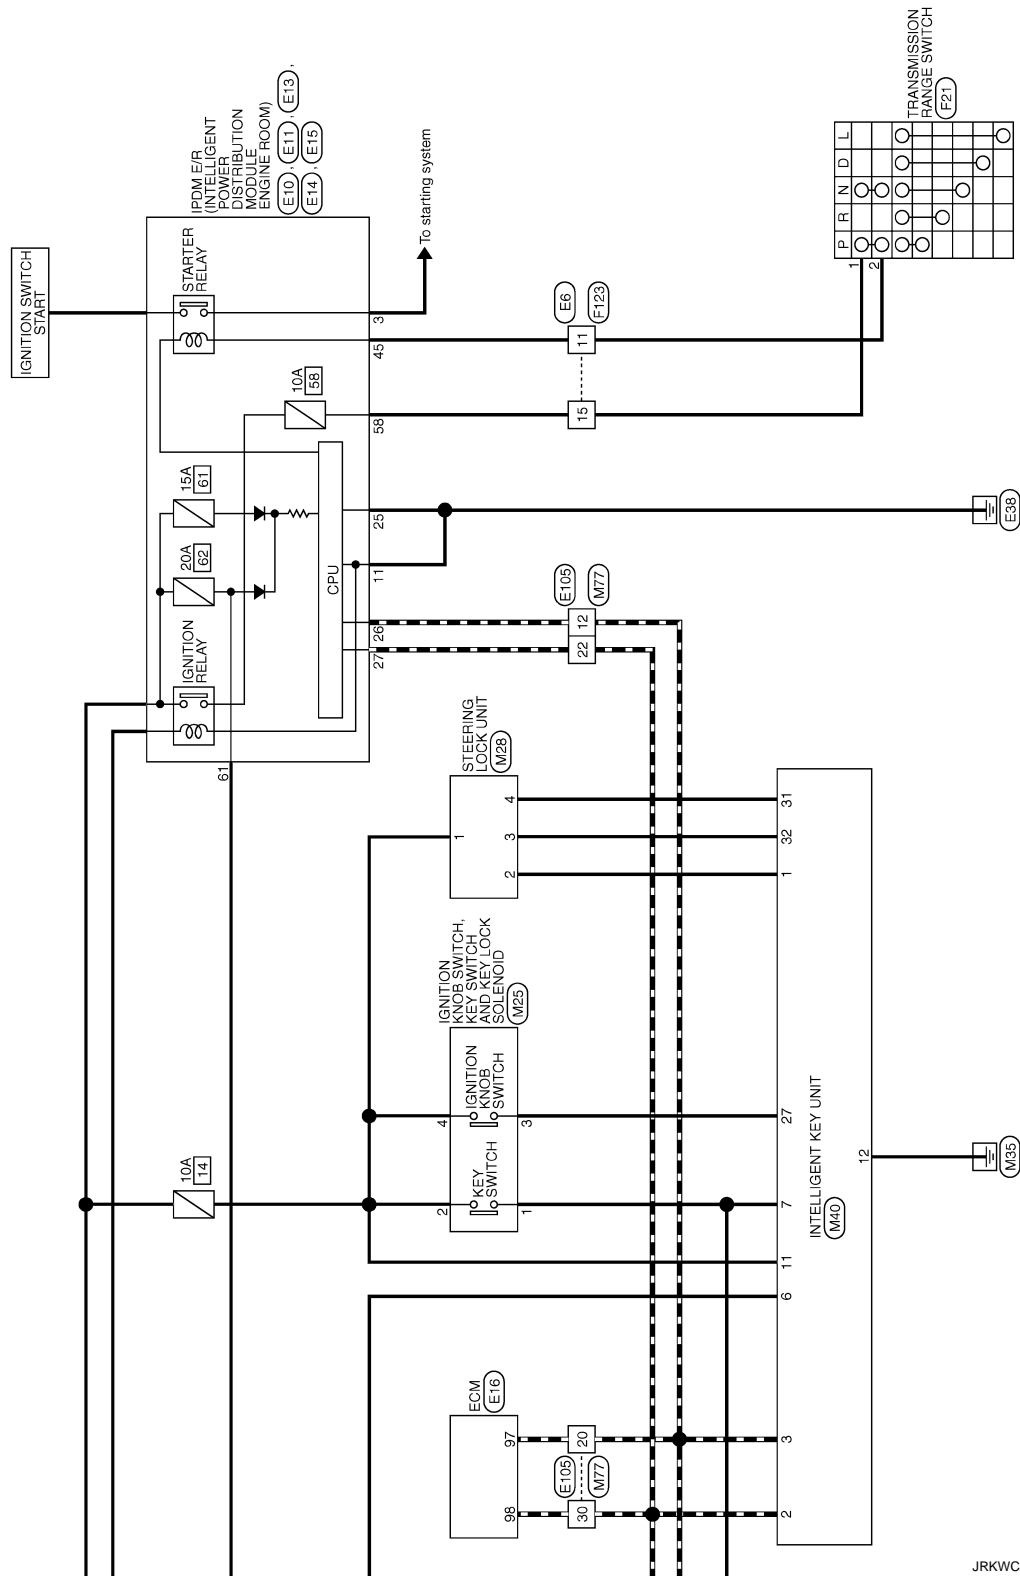 IGNITION SWITCH
START
IPDM E/R
(INTELLIGENT
POWER
DISTRIBUTION
MODULE
ENGINE ROOM)
E10 , E11 , E13 ,
E14 , E15
STARTER
RELAY
10A
58
15A
61
20A
62
IGNITION
RELAY
CPU
3
45
58
25
11
26
27
61
To starting system
E6
F123
11
15
TRANSMISSION
RANGE SWITCH
F21
P R N D L
1
2
E38
E105
M77
12
22
STEERING
LOCK UNIT
M28
1
4
3
2
IGNITION
KNOB SWITCH,
KEY SWITCH
AND KEY LOCK
SOLENOID
M25
IGNITION
KNOB
SWITCH
KEY
SWITCH
4
3
2
1
10A
14
31
32
1
27
7
11
6
3
2
INTELLIGENT KEY UNIT
M40
12
M35
ECM
E16
97
98
20
30
E105
M77
JRKWC